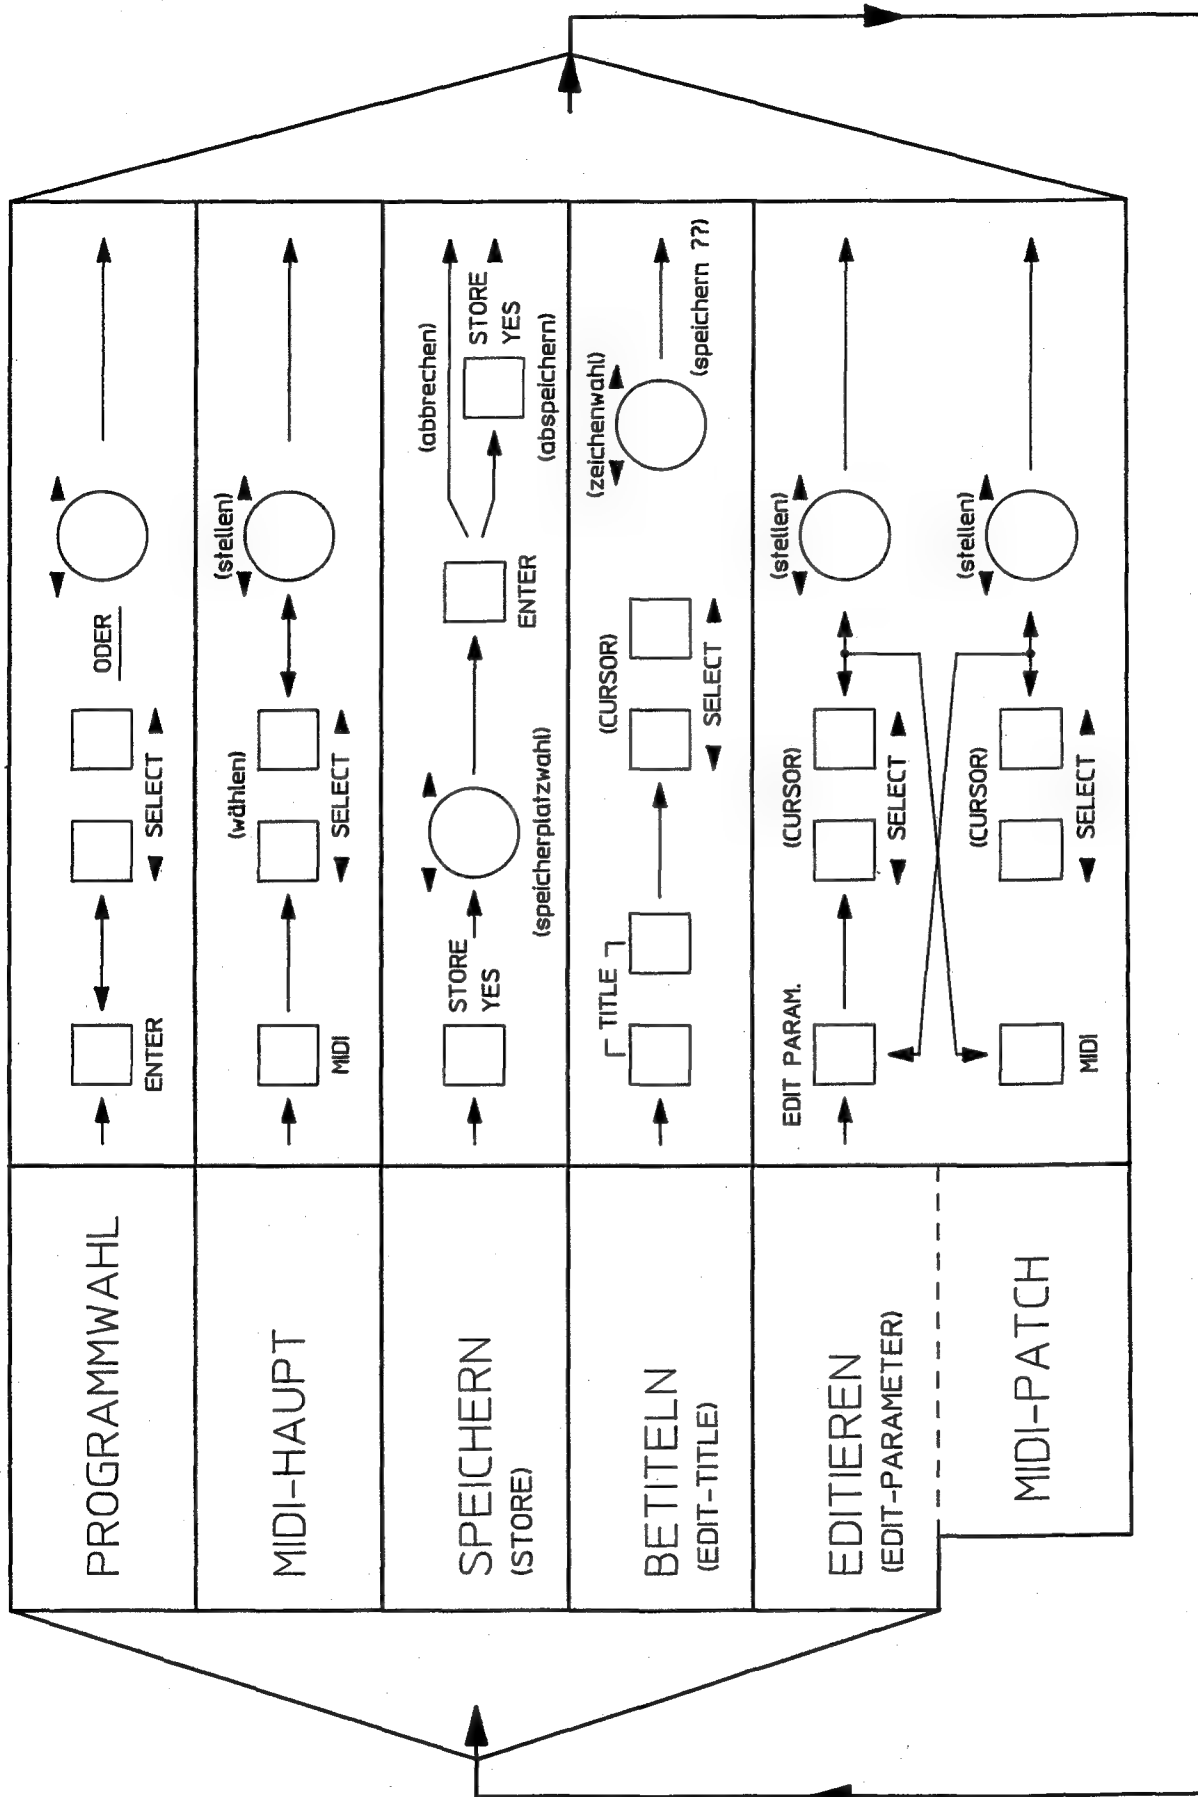 PROGRAMMWAHL
ENTER
◄ SELECT ►
ODER
MIDI-HAUPT
MIDI
(wählen)
◄ SELECT ►
(stellen)
SPEICHERN
(STORE)
STORE
YES
(speicherplatzwahl)
ENTER
(abbrechen)
STORE
YES
(abspeichern)
BETITELN
(EDIT-TITLE)
TITLE
(CURSOR)
◄ SELECT ►
(zeichenwahl)
(speichern ??)
EDITIEREN
(EDIT-PARAMETER)
EDIT PARAM.
(CURSOR)
◄ SELECT ►
(stellen)
MIDI-PATCH
MIDI
(CURSOR)
◄ SELECT ►
(stellen)